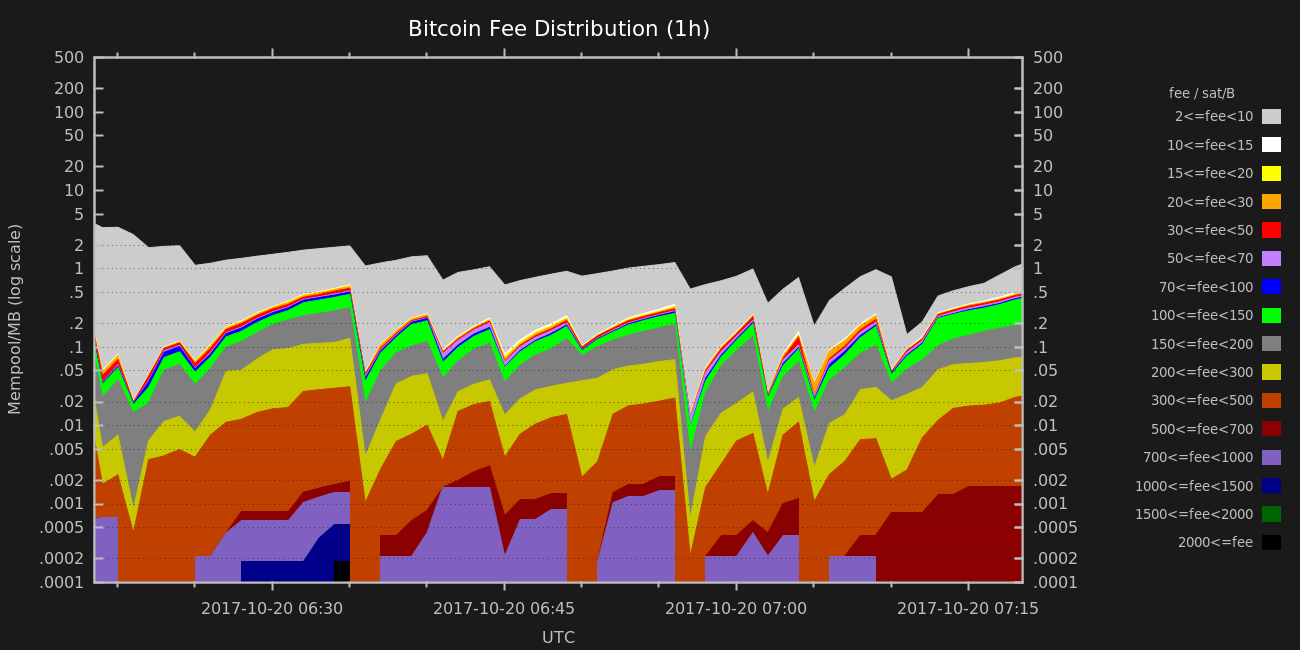 Bitcoin Fee Distribution (1h)
500
200
100
50
20
10
5
2
1
.5
.2
.1
.05
.02
.01
.005
.002
.001
.0005
.0002
.0001
Mempool/MB (log scale)
500
200
100
50
20
10
5
2
1
.5
.2
.1
.05
.02
.01
.005
.002
.001
.0005
.0002
.0001
2017-10-20 06:30
2017-10-20 06:45
2017-10-20 07:00
2017-10-20 07:15
UTC
fee / sat/B
2<=fee<10
10<=fee<15
15<=fee<20
20<=fee<30
30<=fee<50
50<=fee<70
70<=fee<100
100<=fee<150
150<=fee<200
200<=fee<300
300<=fee<500
500<=fee<700
700<=fee<1000
1000<=fee<1500
1500<=fee<2000
2000<=fee